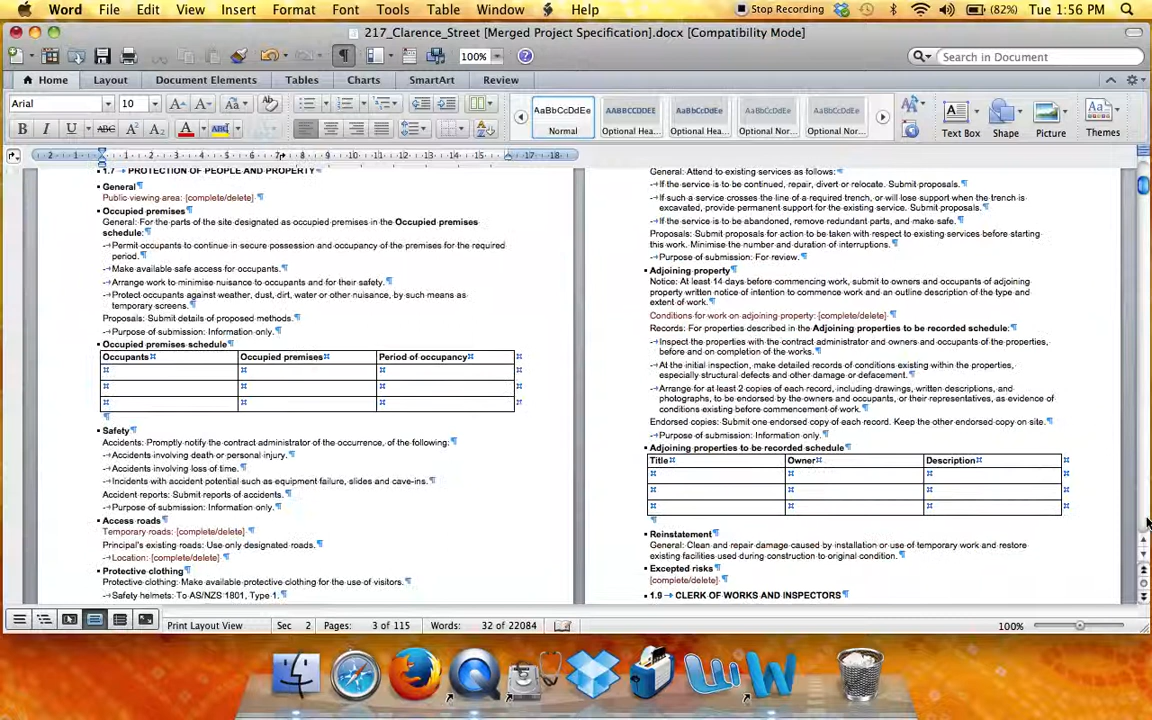 Word File Edit View Insert Format Font Tools Table Window Help Stop Recording (82%) Tue 1:56 PM
217_Clarence_Street [Merged Project Specification].docx [Compatibility Mode]
100% Search in Document
Home Layout Document Elements Tables Charts SmartArt Review
Arial 10
AaBbCcDdEe AABBCCDDEE AaBbCcDdEe AaBbCcDdEe AaBbCcDdEe
Normal Optional Hea... Optional Hea... Optional Nor... Optional Nor...
Text Box Shape Picture Themes
1.7 PROTECTION OF PEOPLE AND PROPERTY¶
General¶
Public viewing area: [complete/delete] ¶
Occupied premises¶
General: For the parts of the site designated as occupied premises in the Occupied premises
schedule:¶
Permit occupants to continue in secure possession and occupancy of the premises for the required
period.¶
Make available safe access for occupants.¶
Arrange work to minimise nuisance to occupants and for their safety.¶
Protect occupants against weather, dust, dirt, water or other nuisance, by such means as
temporary screens.¶
Proposals: Submit details of proposed methods.¶
Purpose of submission: Information only.¶
Occupied premises schedule¶
Occupants Occupied premises Period of occupancy
Safety¶
Accidents: Promptly notify the contract administrator of the occurrence, of the following:¶
Accidents involving death or personal injury.¶
Accidents involving loss of time.¶
Incidents with accident potential such as equipment failure, slides and cave-ins.¶
Accident reports: Submit reports of accidents.¶
Purpose of submission: Information only.¶
Access roads¶
Temporary roads: [complete/delete] ¶
Principal's existing roads: Use only designated roads.¶
Location: [complete/delete] ¶
Protective clothing¶
Protective clothing: Make available protective clothing for the use of visitors.¶
Safety helmets: To AS/NZS 1801, Type 1.¶
General: Attend to existing services as follows:¶
If the service is to be continued, repair, divert or relocate. Submit proposals.¶
If such a service crosses the line of a required trench, or will lose support when the trench is
excavated, provide permanent support for the existing service. Submit proposals.¶
If the service is to be abandoned, remove redundant parts, and make safe.¶
Proposals: Submit proposals for action to be taken with respect to existing services before starting
this work. Minimise the number and duration of interruptions.¶
Purpose of submission: For review.¶
Adjoining property¶
Notice: At least 14 days before commencing work, submit to owners and occupants of adjoining
property written notice of intention to commence work and an outline description of the type and
extent of work.¶
Conditions for work on adjoining property: [complete/delete] ¶
Records: For properties described in the Adjoining properties to be recorded schedule:¶
Inspect the properties with the contract administrator and owners and occupants of the properties,
before and on completion of the works.¶
At the initial inspection, make detailed records of conditions existing within the properties,
especially structural defects and other damage or defacement.¶
Arrange for at least 2 copies of each record, including drawings, written descriptions, and
photographs, to be endorsed by the owners and occupants, or their representatives, as evidence of
conditions existing before commencement of work.¶
Endorsed copies: Submit one endorsed copy of each record. Keep the other endorsed copy on site.¶
Purpose of submission: Information only.¶
Adjoining properties to be recorded schedule¶
Title Owner Description
Reinstatement¶
General: Clean and repair damage caused by installation or use of temporary work and restore
existing facilities used during construction to original condition.¶
Excepted risks¶
[complete/delete] ¶
1.9 CLERK OF WORKS AND INSPECTORS¶
Print Layout View Sec 2 Pages: 3 of 115 Words: 32 of 22084 100%